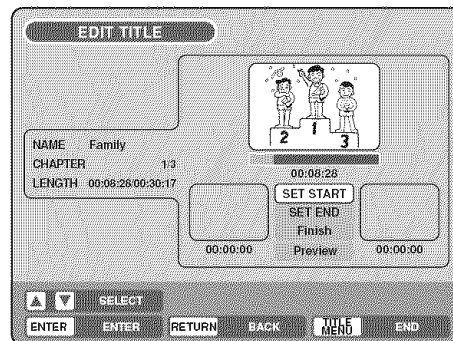 EDIT TITLE
2 1 3
NAME Family
CHAPTER 1/3
LENGTH 00:08:28/00:30:17
00:08:28
SET START
SET END
Finish
00:00:00 Preview 00:00:00
SELECT
ENTER ENTER RETURN BACK TITLE MENU END